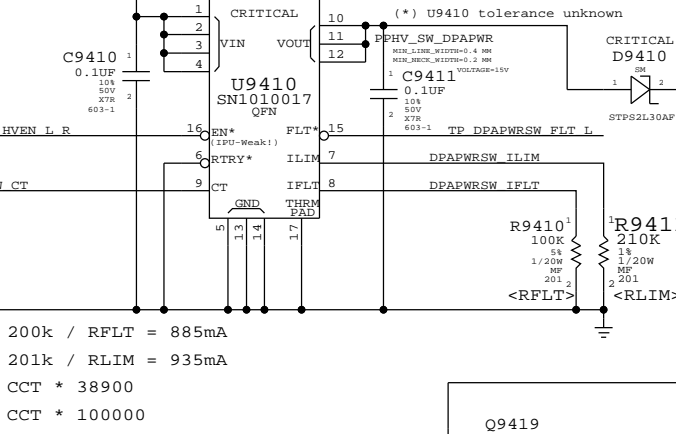 1
CRITICAL
10
(*) U9410 tolerance unknown
2
VIN
VOUT
11
PPHV_SW_DPAPWR
3
12
MIN_LINE_WIDTH=0.4 MM
MIN_NECK_WIDTH=0.2 MM
VOLTAGE=15V
4
CRITICAL
D9410
SM
1
2
STPS2L30AF
C9410
1
0.1UF
10%
50V
X7R
603-1
2
U9410
SN1010017
QFN
C9411
1
0.1UF
10%
50V
X7R
603-1
2
HVEN_L_R
16
EN*
(IPU-Weak!)
FLT*
15
TP_DPAPWRSW_FLT_L
6
RTRY*
ILIM
7
DPAPWRSW_ILIM
CT
9
CT
IFLT
8
DPAPWRSW_IFLT
GND
THRM
PAD
5
13
14
17
R9410
1
100K
5%
1/20W
MF
201
2
<RFLT>
1
R941
210K
1%
1/20W
MF
201
2
<RLIM>
200k / RFLT = 885mA
201k / RLIM = 935mA
CCT * 38900
CCT * 100000
Q9419